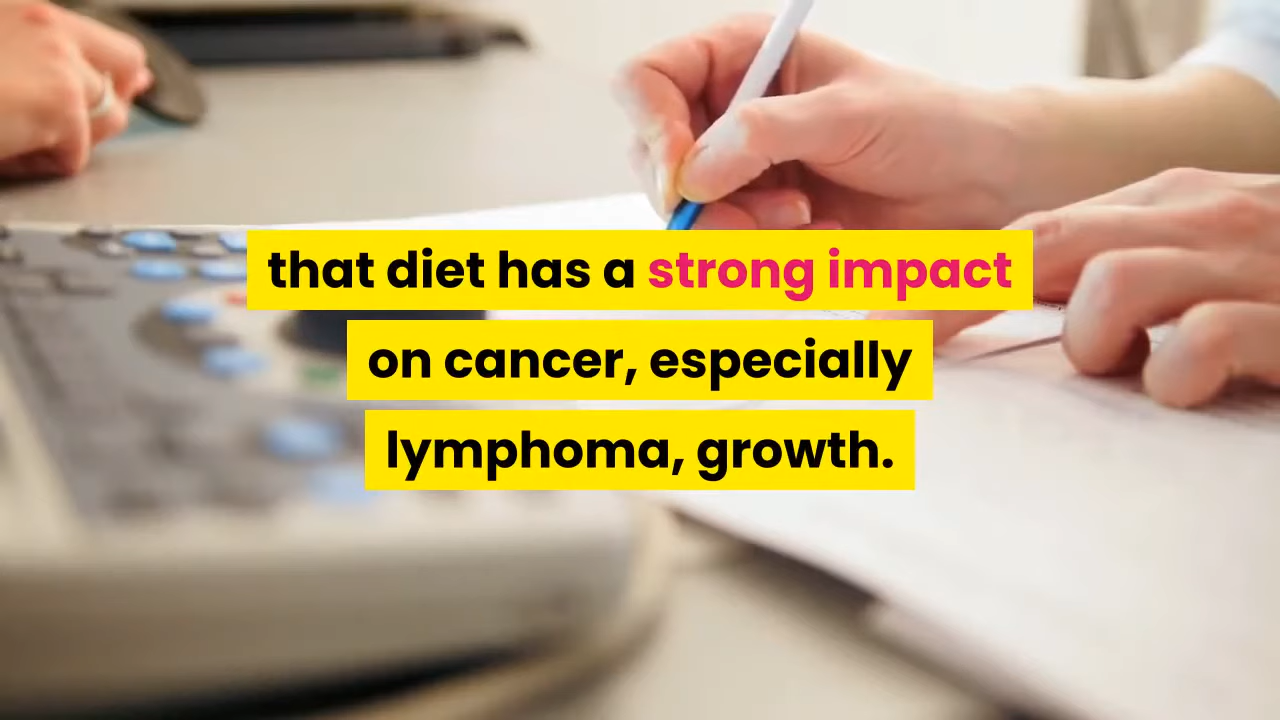 that diet has a strong impact
on cancer, especially
lymphoma, growth.